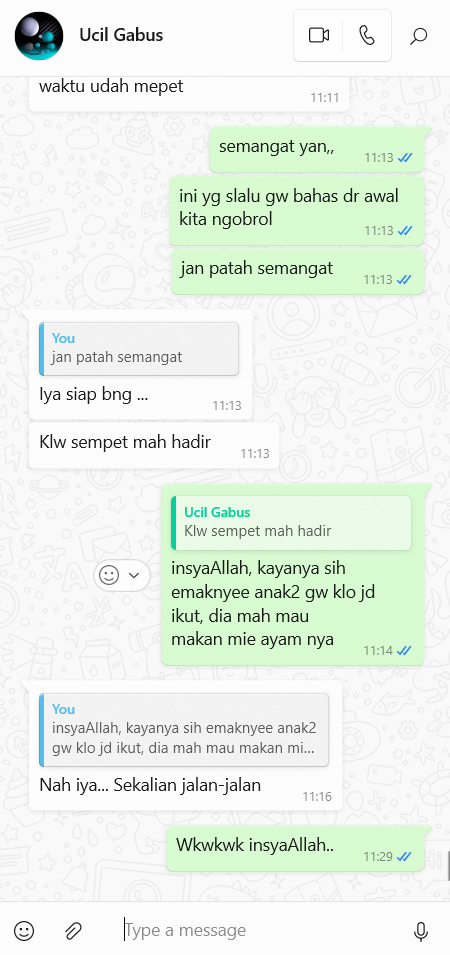 Ucil Gabus
waktu udah mepet
11:11
semangat yan,,
11:13
ini yg slalu gw bahas dr awal
kita ngobrol
11:13
jan patah semangat
11:13
You
jan patah semangat
Iya siap bng ...
11:13
Klw sempet mah hadir
11:13
Ucil Gabus
Klw sempet mah hadir
insyaAllah, kayanya sih
emaknyee anak2 gw klo jd
ikut, dia mah mau
makan mie ayam nya
11:14
You
insyaAllah, kayanya sih emaknyee anak2
gw klo jd ikut, dia mah mau makan mi...
Nah iya... Sekalian jalan-jalan
11:16
Wkwkwk insyaAllah..
11:29
Type a message